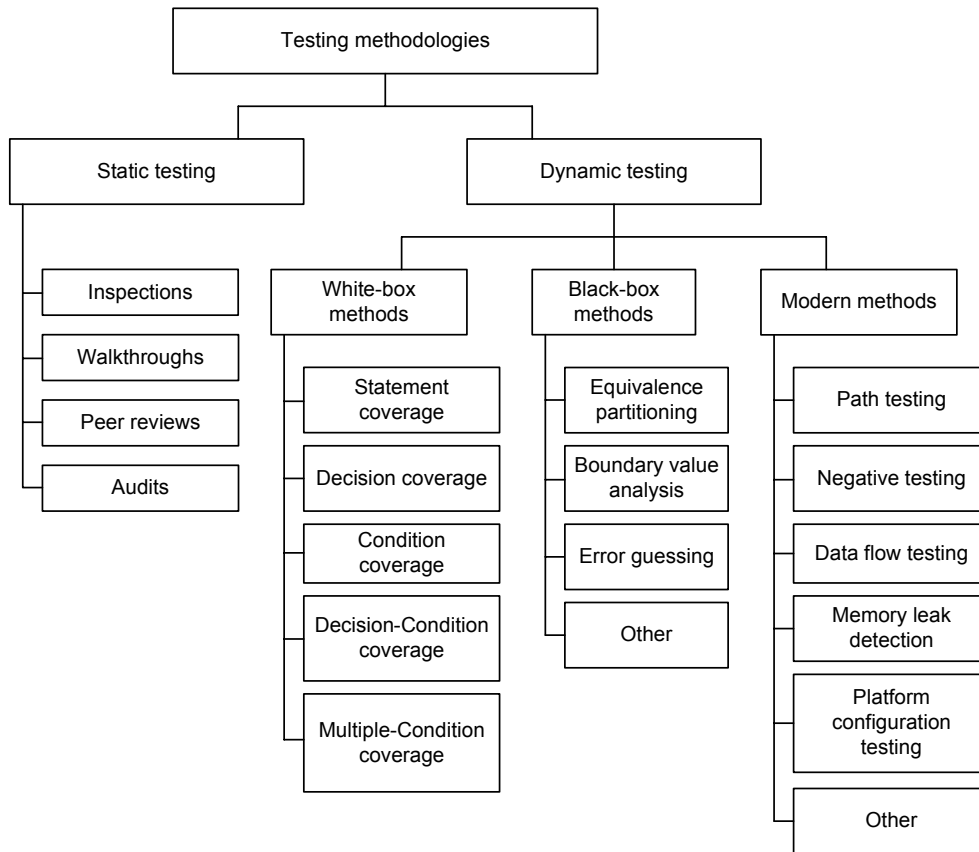 Testing methodologies
Static testing
Dynamic testing
Inspections
Walkthroughs
Peer reviews
Audits
White-box
methods
Statement
coverage
Decision coverage
Condition
coverage
Decision-Condition
coverage
Multiple-Condition
coverage
Black-box
methods
Equivalence
partitioning
Boundary value
analysis
Error guessing
Other
Modern methods
Path testing
Negative testing
Data flow testing
Memory leak
detection
Platform
configuration
testing
Other